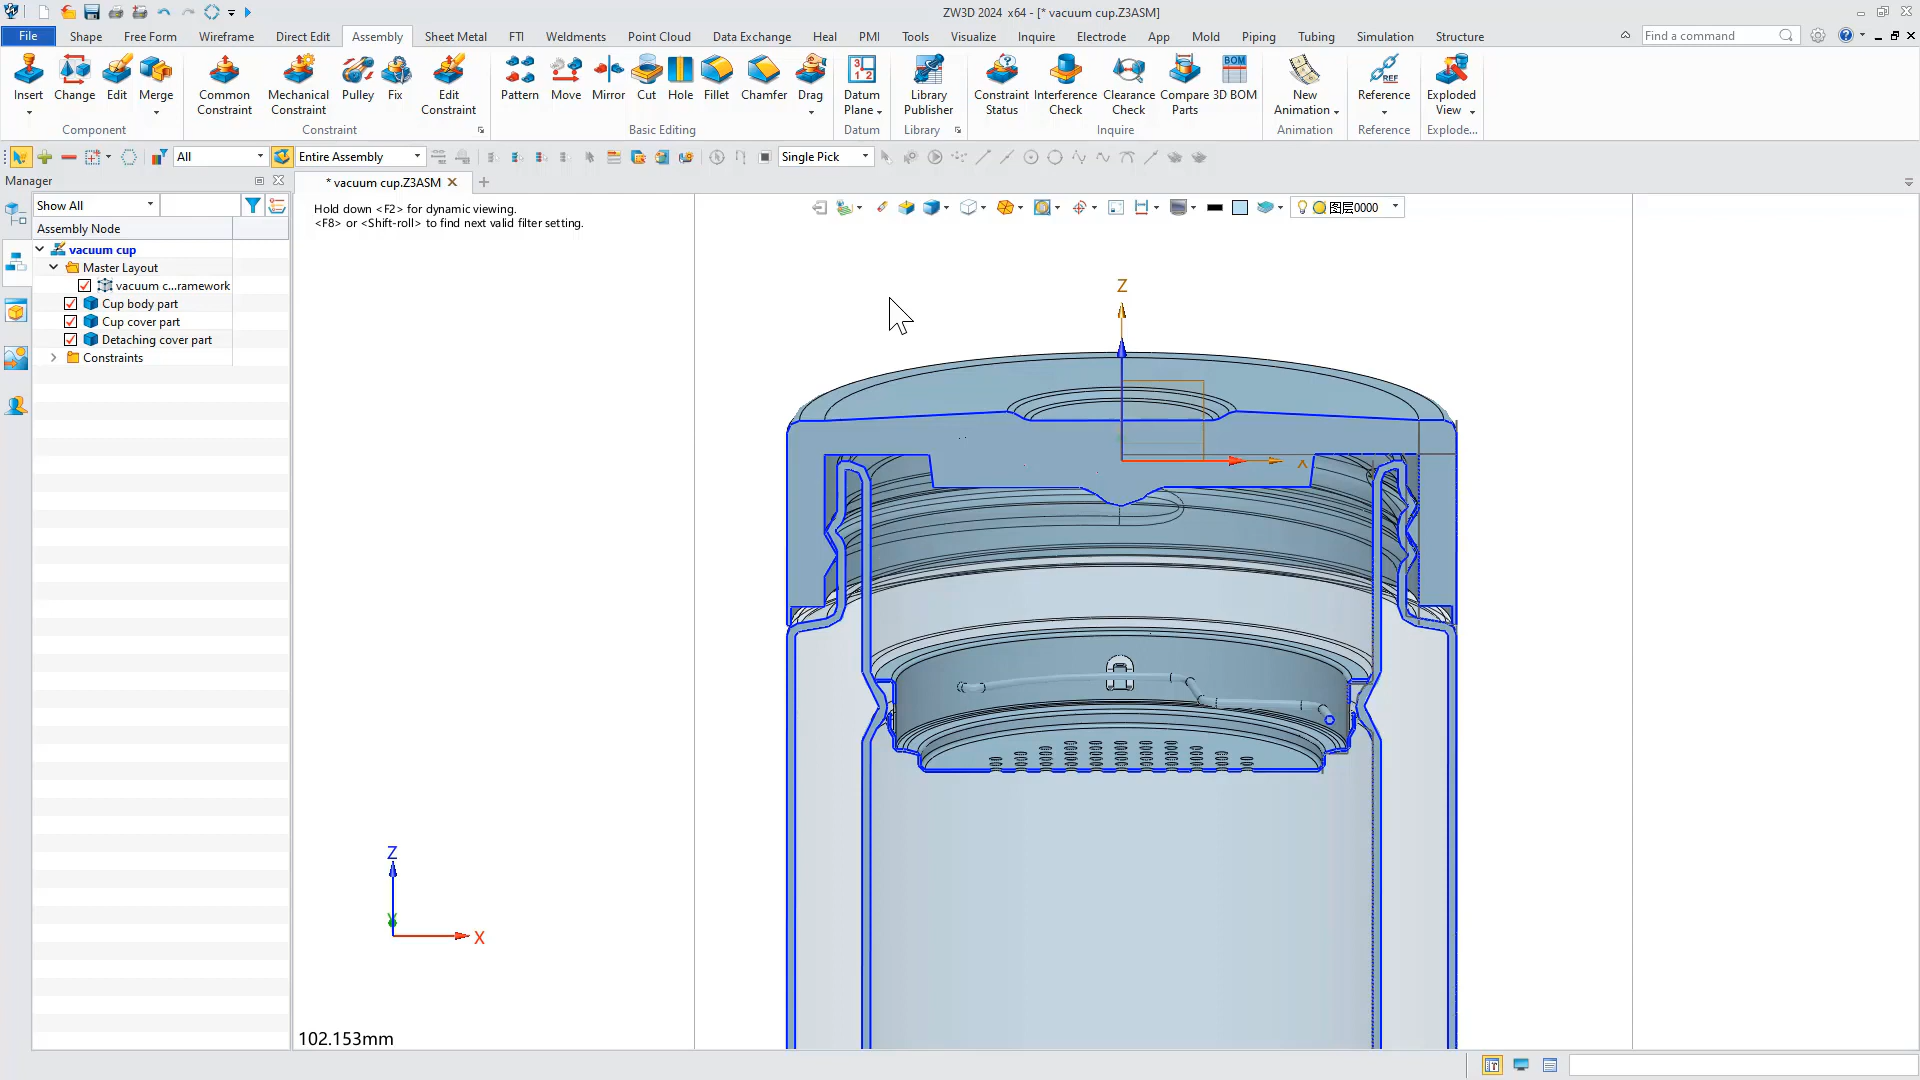 ZW3D 2024 x64 - [* vacuum cup.Z3ASM]
File Shape Free Form Wireframe Direct Edit Assembly Sheet Metal FTI Weldments Point Cloud Data Exchange Heal PMI Tools Visualize Inquire Electrode App Mold Piping Tubing Simulation Structure Find a command
Insert Change Edit Merge Common Constraint Mechanical Constraint Pulley Fix Edit Constraint Pattern Move Mirror Cut Hole Fillet Chamfer Drag Datum Plane Library Publisher Constraint Status Interference Check Clearance Check Compare Parts 3D BOM New Animation Reference Exploded View
Component Constraint Basic Editing Datum Library Inquire Animation Reference Explode...
All Entire Assembly Single Pick
Manager * vacuum cup.Z3ASM
Show All
Assembly Node
vacuum cup
Master Layout
vacuum c...ramework
Cup body part
Cup cover part
Detaching cover part
Constraints
Hold down <F2> for dynamic viewing.
<F8> or <Shift-roll> to find next valid filter setting.
图层0000
Z
Z
X
102.153mm